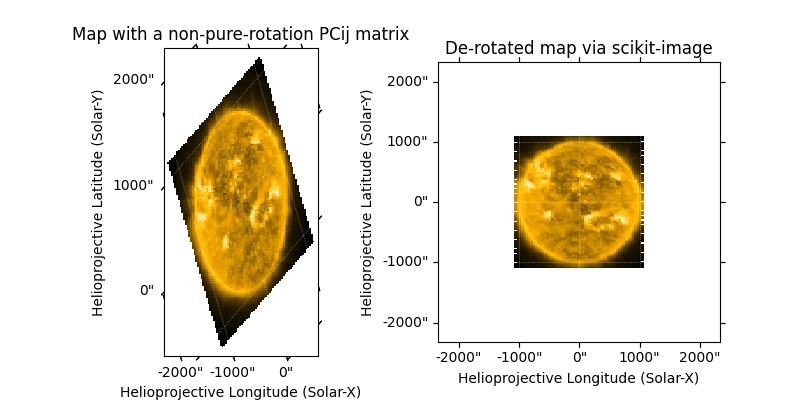 Map with a non-pure-rotation PCij matrix
2000"
1000"
0"
Helioprojective Latitude (Solar-Y)
-2000" -1000" 0"
Helioprojective Longitude (Solar-X)
De-rotated map via scikit-image
2000"
1000"
0"
-1000"
-2000"
Helioprojective Latitude (Solar-Y)
-2000" -1000" 0" 1000" 2000"
Helioprojective Longitude (Solar-X)